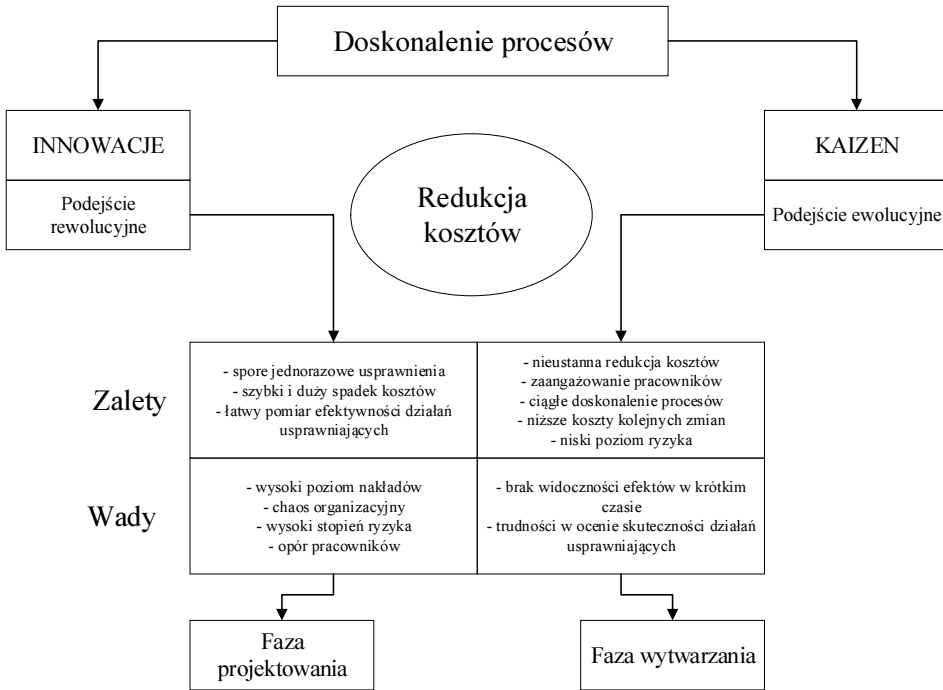 Doskonalenie procesów
INNOWACJE
Podejście
rewolucyjne
KAIZEN
Podejście ewolucyjne
Redukcja
kosztów
Zalety
- spore jednorazowe usprawnienia
- szybki i duży spadek kosztów
- łatwy pomiar efektywności działań
usprawniających
- nieustanna redukcja kosztów
- zaangażowanie pracowników
- ciągłe doskonalenie procesów
- niższe koszty kolejnych zmian
- niski poziom ryzyka
Wady
- wysoki poziom nakładów
- chaos organizacyjny
- wysoki stopień ryzyka
- opór pracowników
- brak widoczności efektów w krótkim
czasie
- trudności w ocenie skuteczności działań
usprawniających
Faza
projektowania
Faza wytwarzania